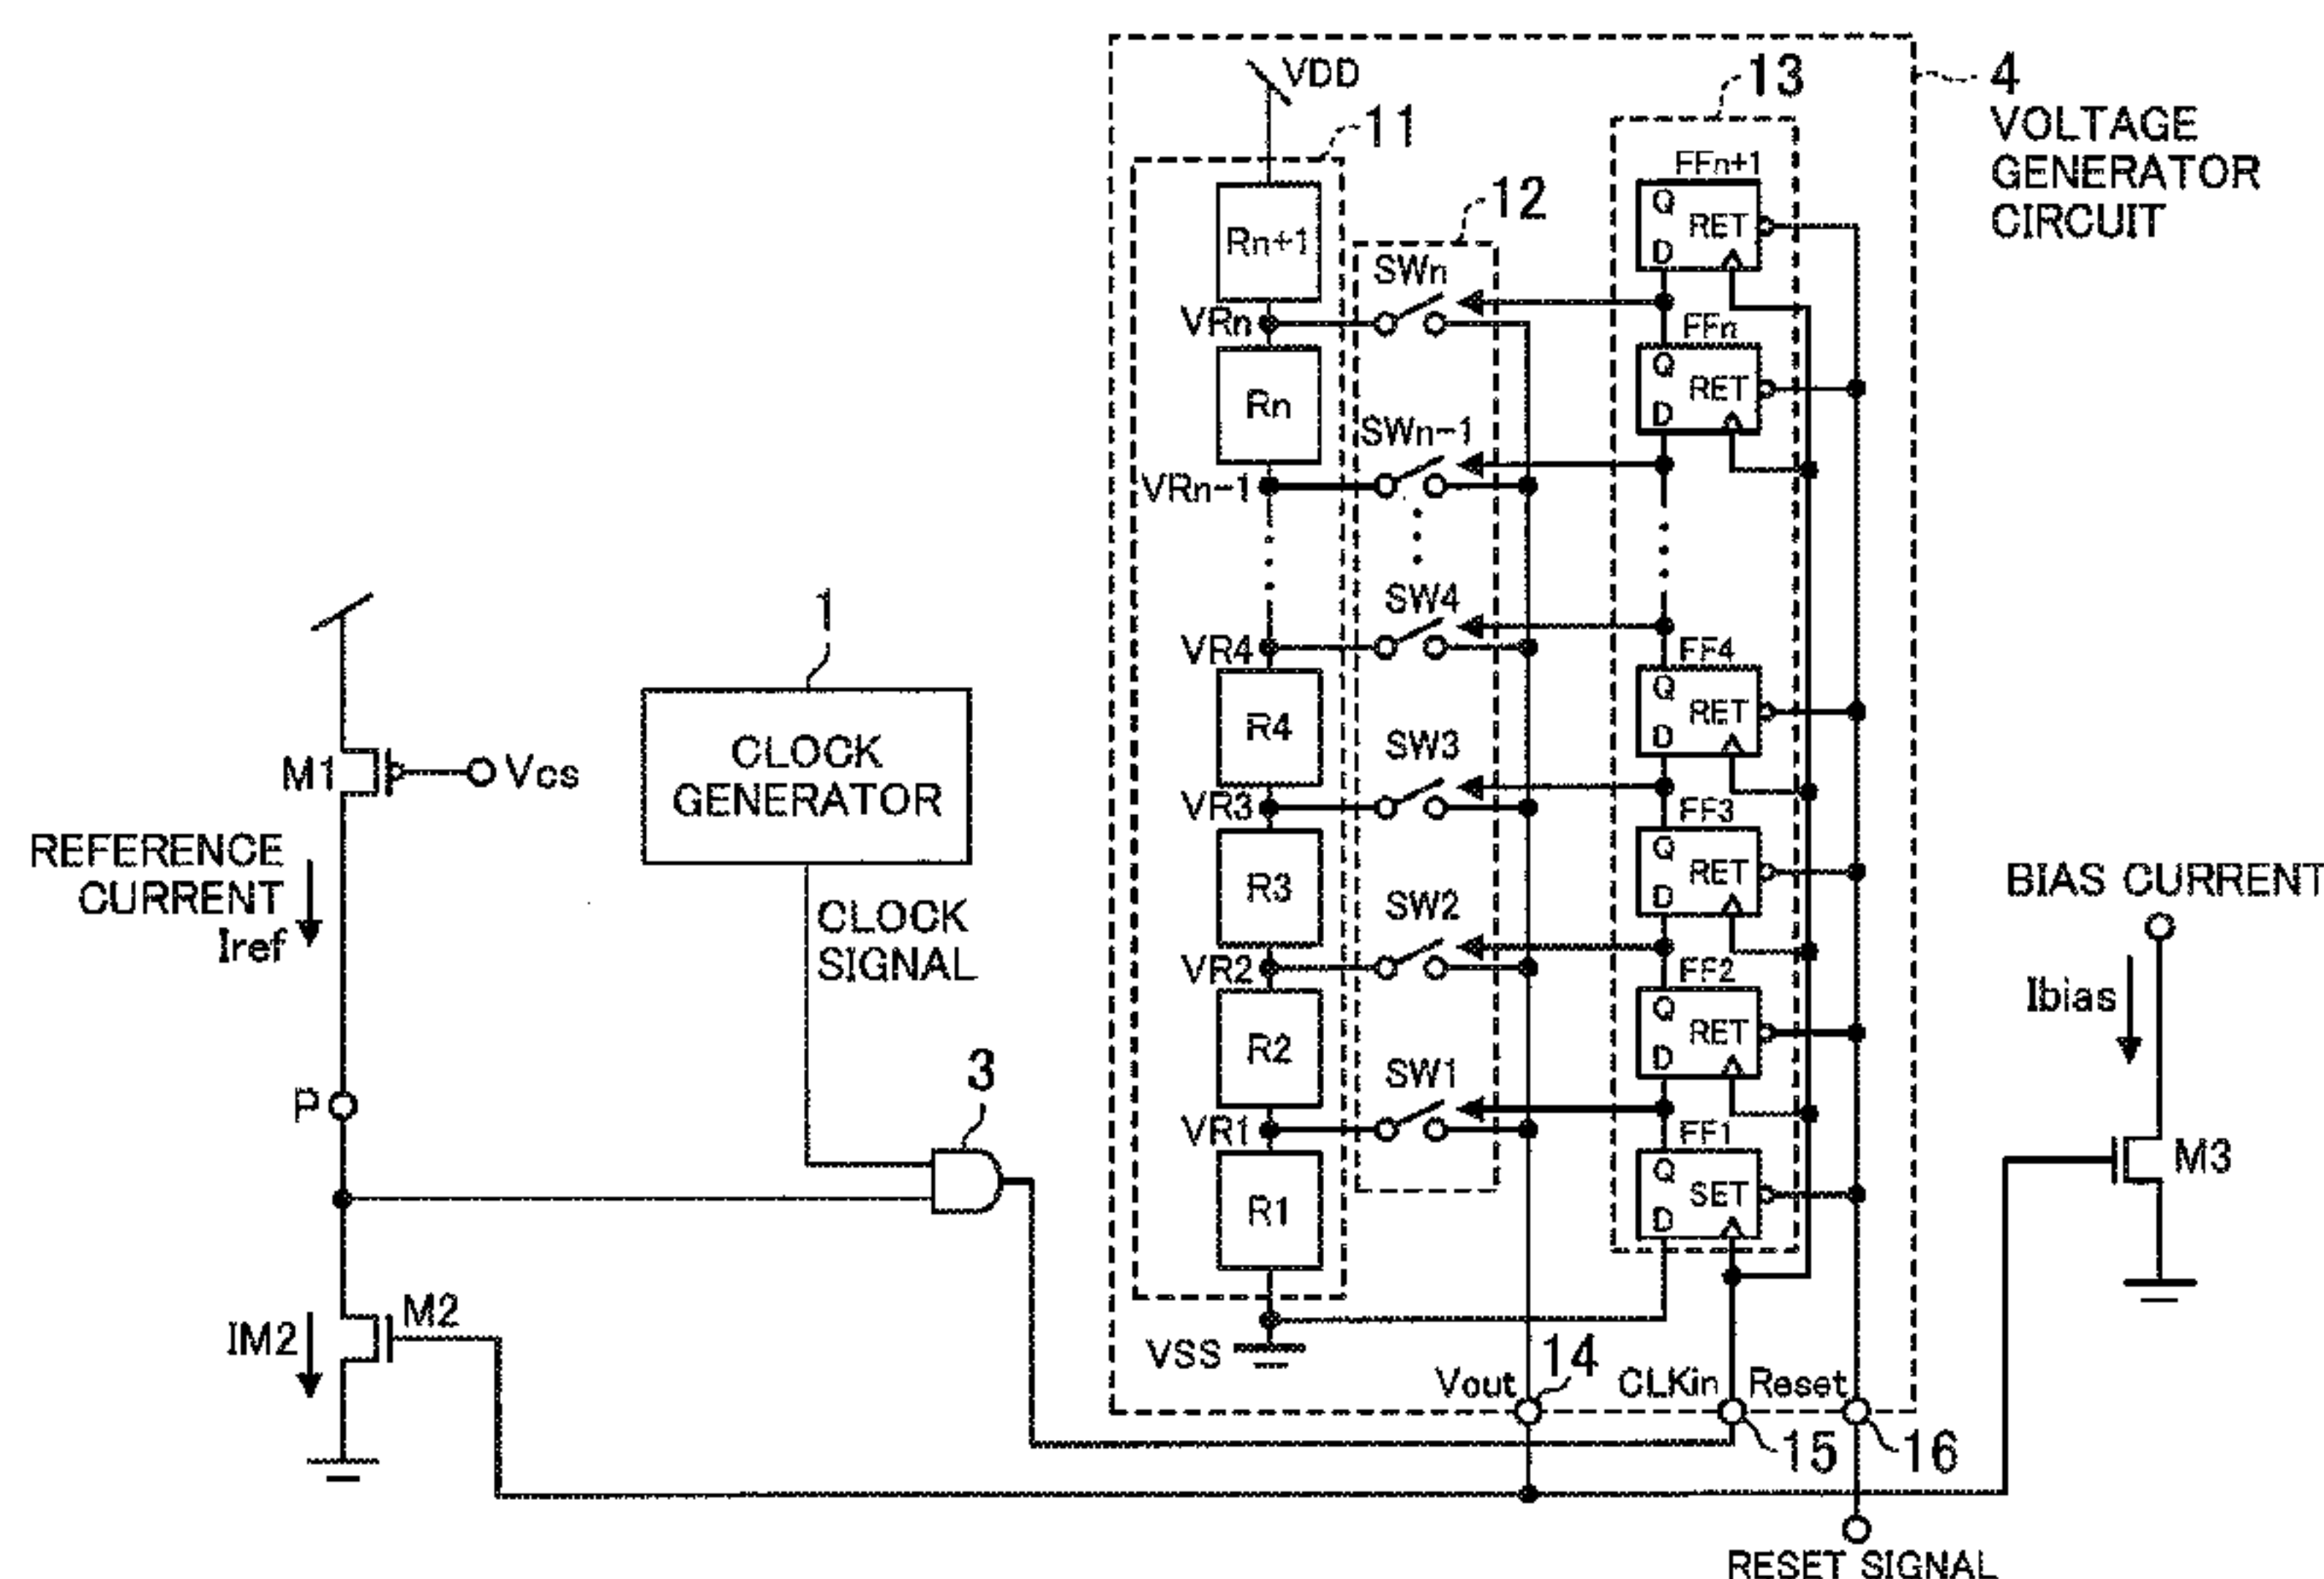 VDD
13
4
VOLTAGE
GENERATOR
CIRCUIT
11
12
FFn+1
Q
RET
D
Rn+1
SWn
VRn
FFn
Q
RET
D
Rn
SWn-1
VRn-1
SW4
VR4
FF4
Q
RET
D
R4
SW3
VR3
FF3
Q
RET
D
R3
SW2
VR2
FF2
Q
RET
D
R2
SW1
VR1
FF1
Q
SET
D
R1
VSS
Vout
14
CLKin
Reset
15
16
RESET SIGNAL
1
CLOCK
GENERATOR
CLOCK
SIGNAL
3
M1
Vcs
REFERENCE
CURRENT
Iref
P
IM2
M2
BIAS CURRENT
Ibias
M3